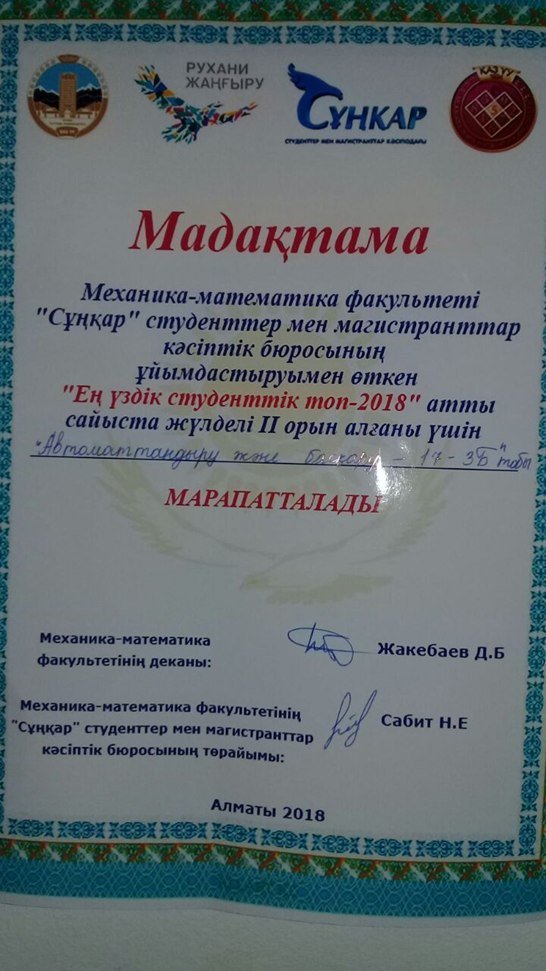 РУХАНИ
ЖАҢҒЫРУ
СҰҢҚАР
СТУДЕНТТЕР МЕН МАГИСТРАНТТАР КӘСІПОДАҒЫ
ҚАЗҰУ
Мадақтама
Механика-математика факультеті
"Сұңқар" студенттер мен магистранттар
кәсіптік бюросының
ұйымдастыруымен өткен
"Ең үздік студенттік топ-2018" атты
сайыста жүлделі II орын алғаны үшін
"Автоматтандыру және басқару - 17 - 3Б" тобы
МАРАПАТТАЛАДЫ
Механика-математика
факультетінің деканы:
Жакебаев Д.Б
Механика-математика факультетінің
"Сұңқар" студенттер мен магистранттар
кәсіптік бюросының төрайымы:
Сабит Н.Е
Алматы 2018